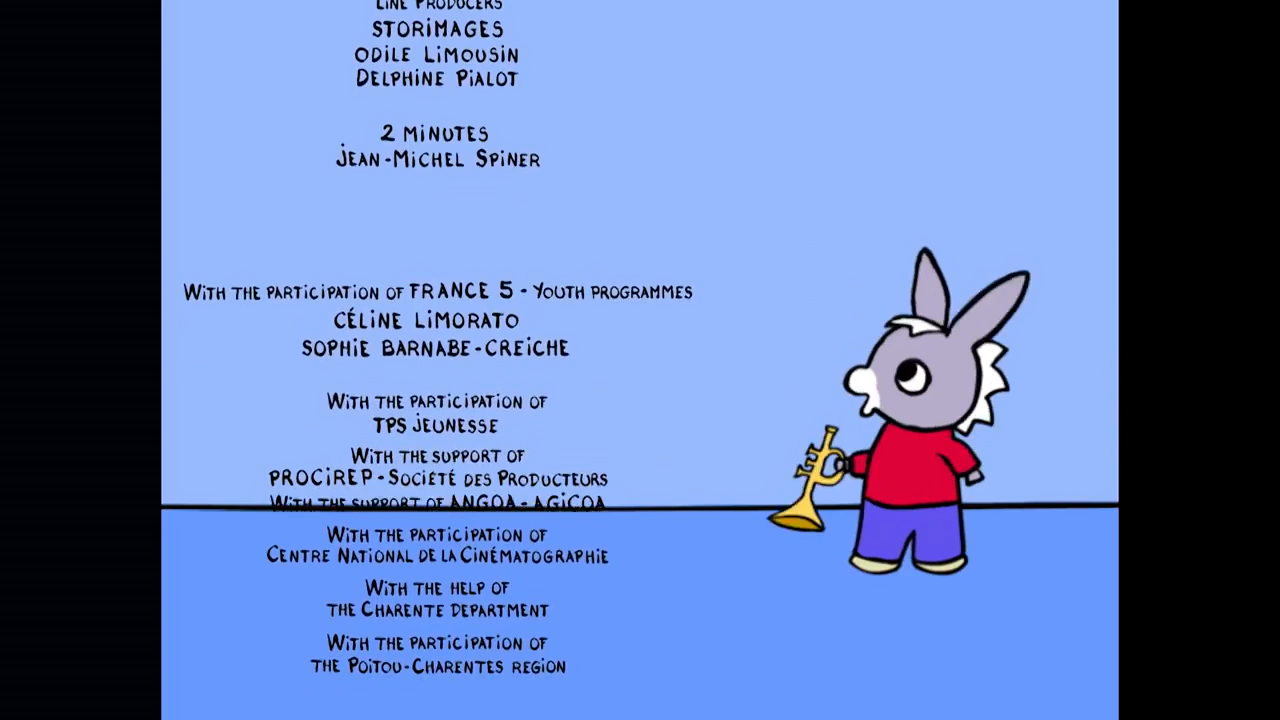 LINE PRODUCERS
STORIMAGES
ODILE LIMOUSIN
DELPHINE PIALOT
2 MINUTES
JEAN-MICHEL SPINER
WITH THE PARTICIPATION OF FRANCE 5 - YOUTH PROGRAMMES
CÉLINE LIMORATO
SOPHIE BARNABE-CREICHE
WITH THE PARTICIPATION OF
TPS JEUNESSE
WITH THE SUPPORT OF
PROCIREP-SOCIÉTÉ DES PRODUCTEURS
WITH THE SUPPORT OF ANGOA-AGICOA
WITH THE PARTICIPATION OF
CENTRE NATIONAL DE LA CINÉMATOGRAPHIE
WITH THE HELP OF
THE CHARENTE DEPARTMENT
WITH THE PARTICIPATION OF
THE POITOU-CHARENTES REGION